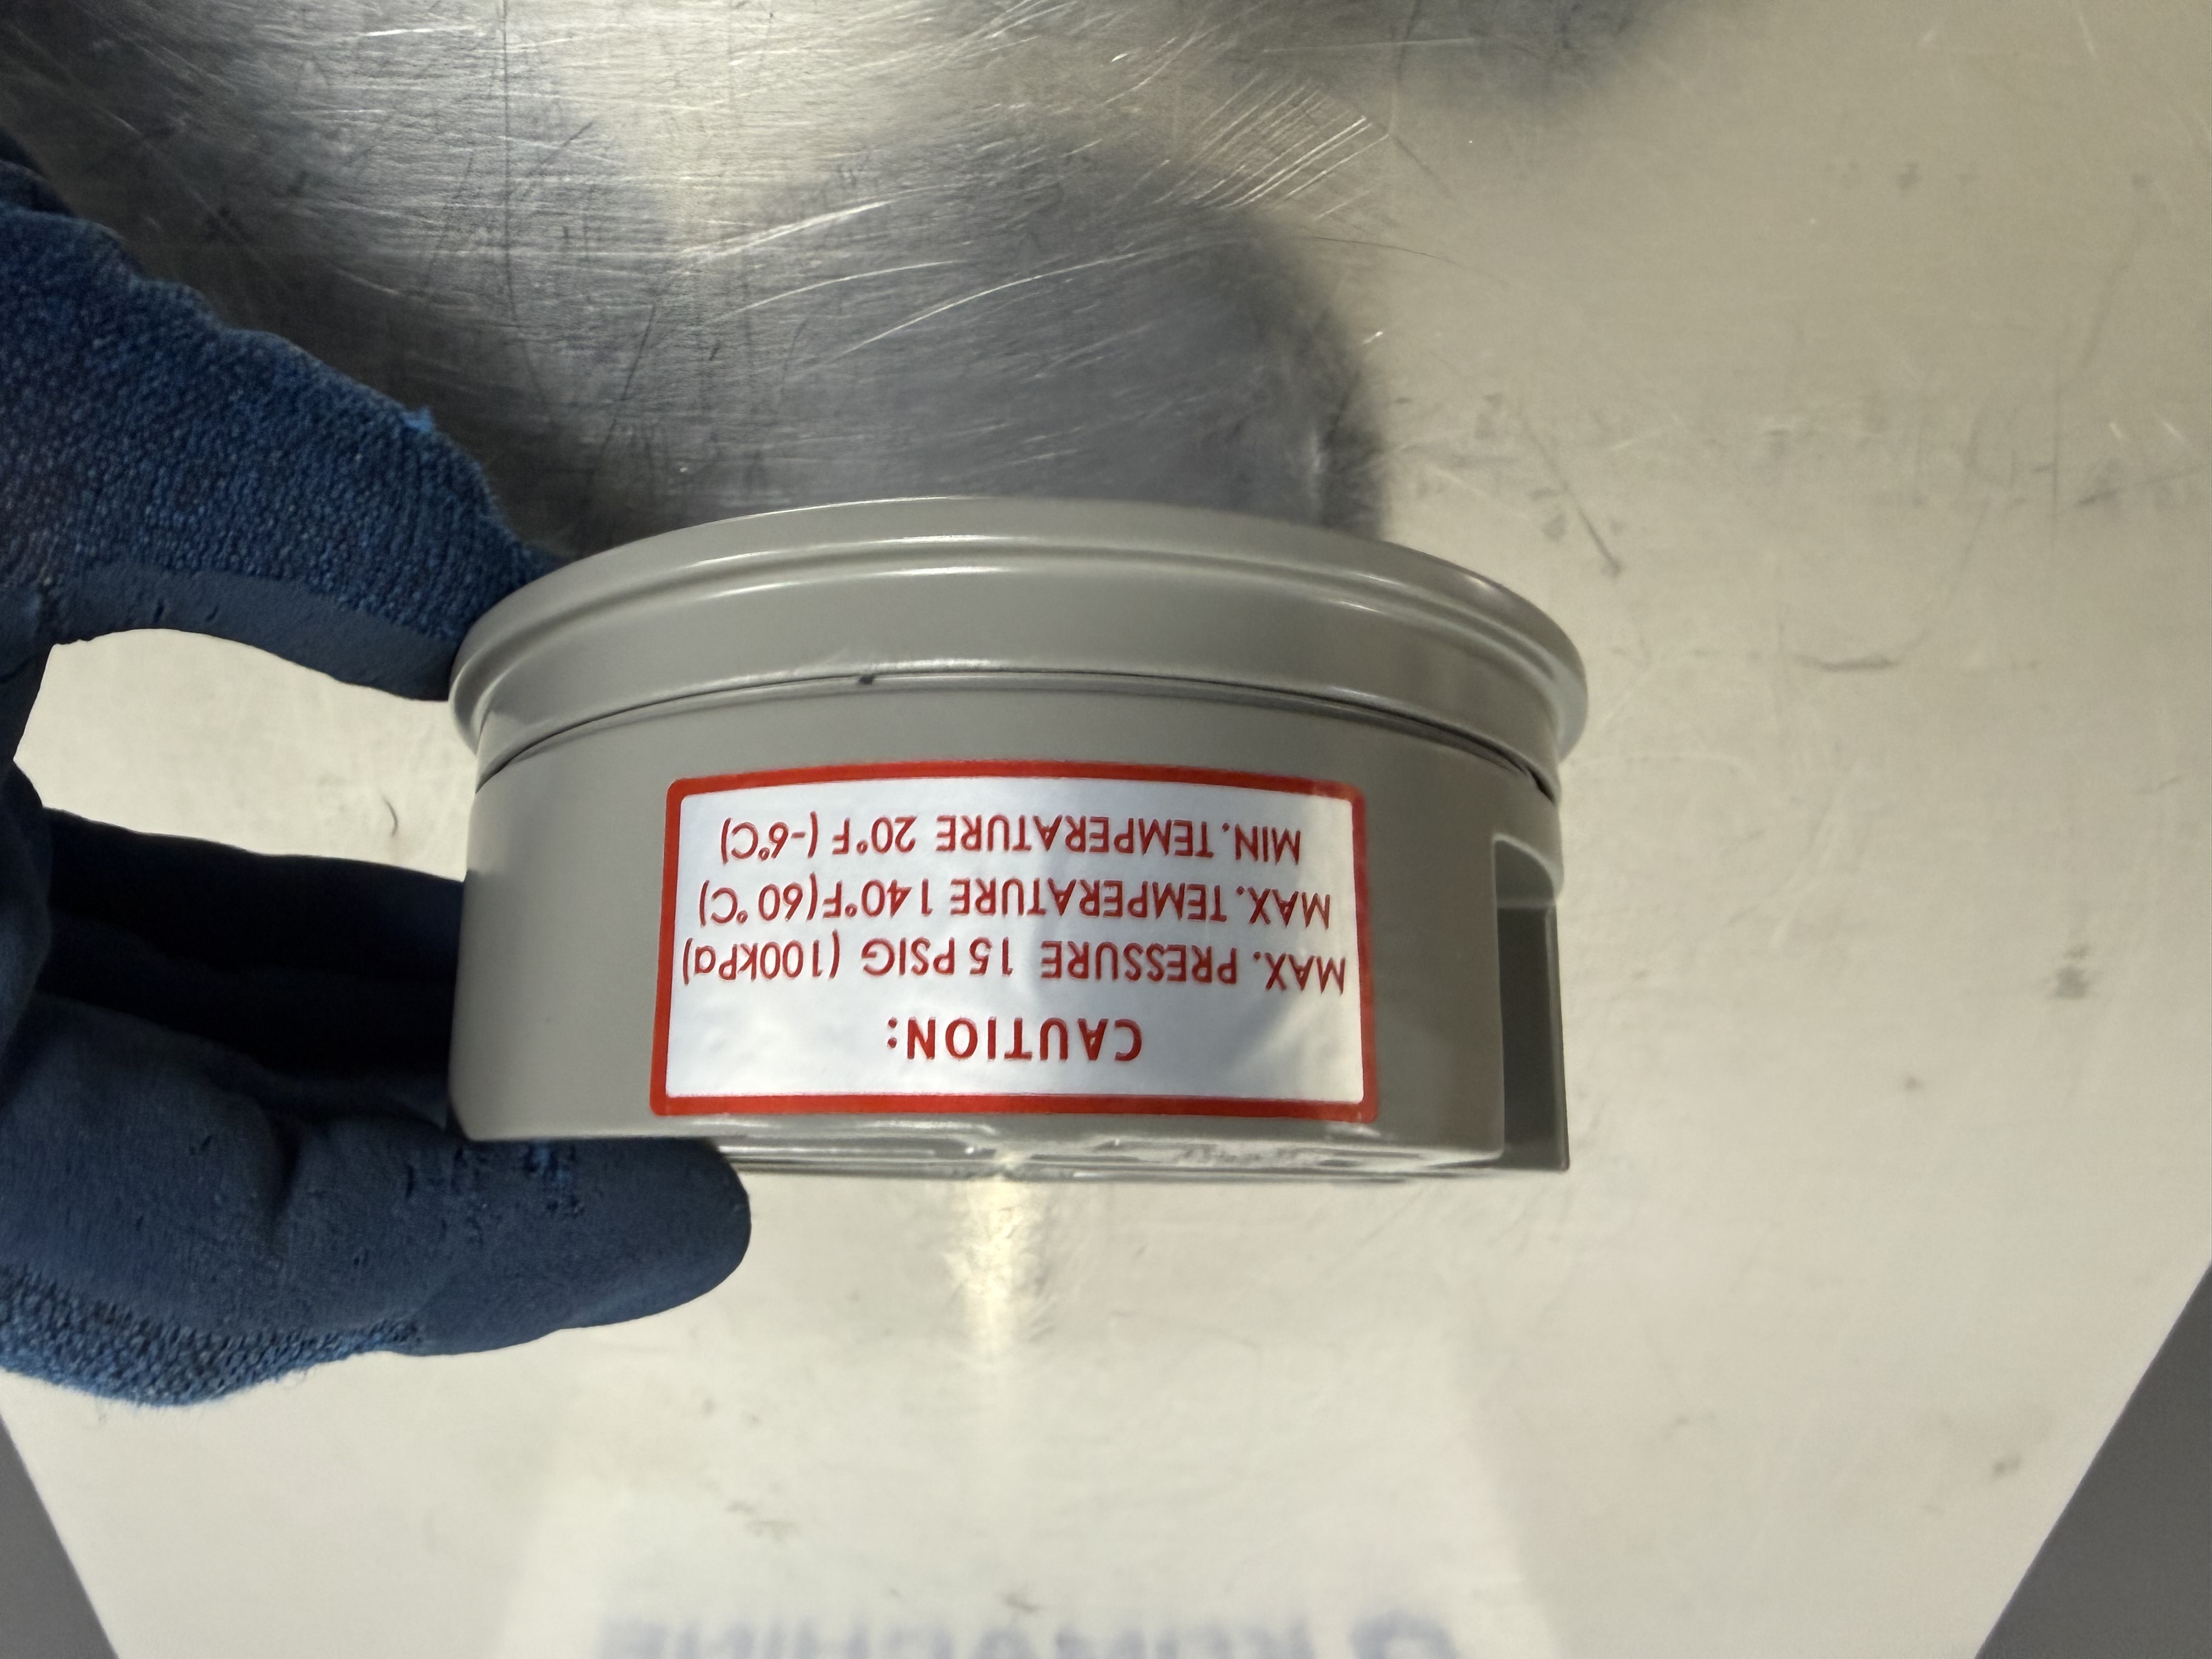 CAUTION:
MAX. PRESSURE 15 PSIG (100kPa)
MAX. TEMPERATURE 140°F(60°C)
MIN. TEMPERATURE 20°F (-6°C)